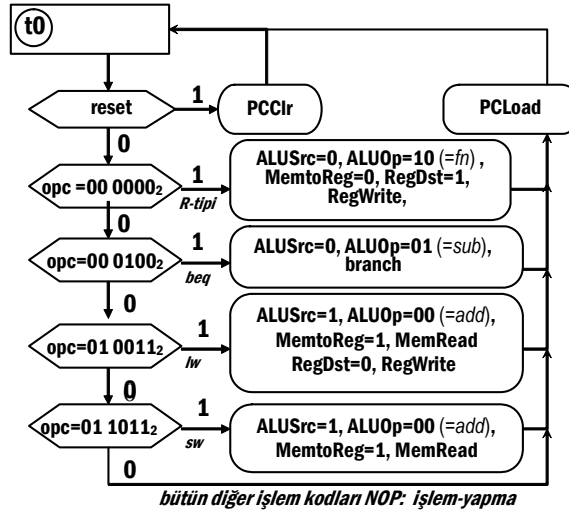 t0
reset
1
PCClr
PCLoad
0
opc =00 0000₂
1
R-tipi
ALUSrc=0, ALUOp=10 (=fn) ,
MemtoReg=0, RegDst=1,
RegWrite,
0
opc=00 0100₂
1
beq
ALUSrc=0, ALUOp=01 (=sub),
branch
0
opc=01 0011₂
1
lw
ALUSrc=1, ALUOp=00 (=add),
MemtoReg=1, MemRead
RegDst=0, RegWrite
0
opc=01 1011₂
1
sw
ALUSrc=1, ALUOp=00 (=add),
MemtoReg=1, MemRead
0
bütün diğer işlem kodları NOP: işlem-yapma